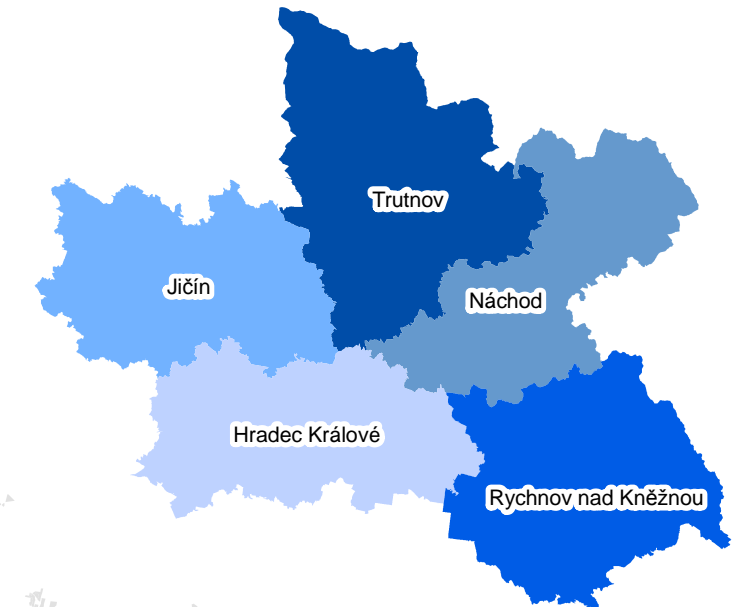 Trutnov
Jičín
Náchod
Hradec Králové
Rychnov nad Kněžnou